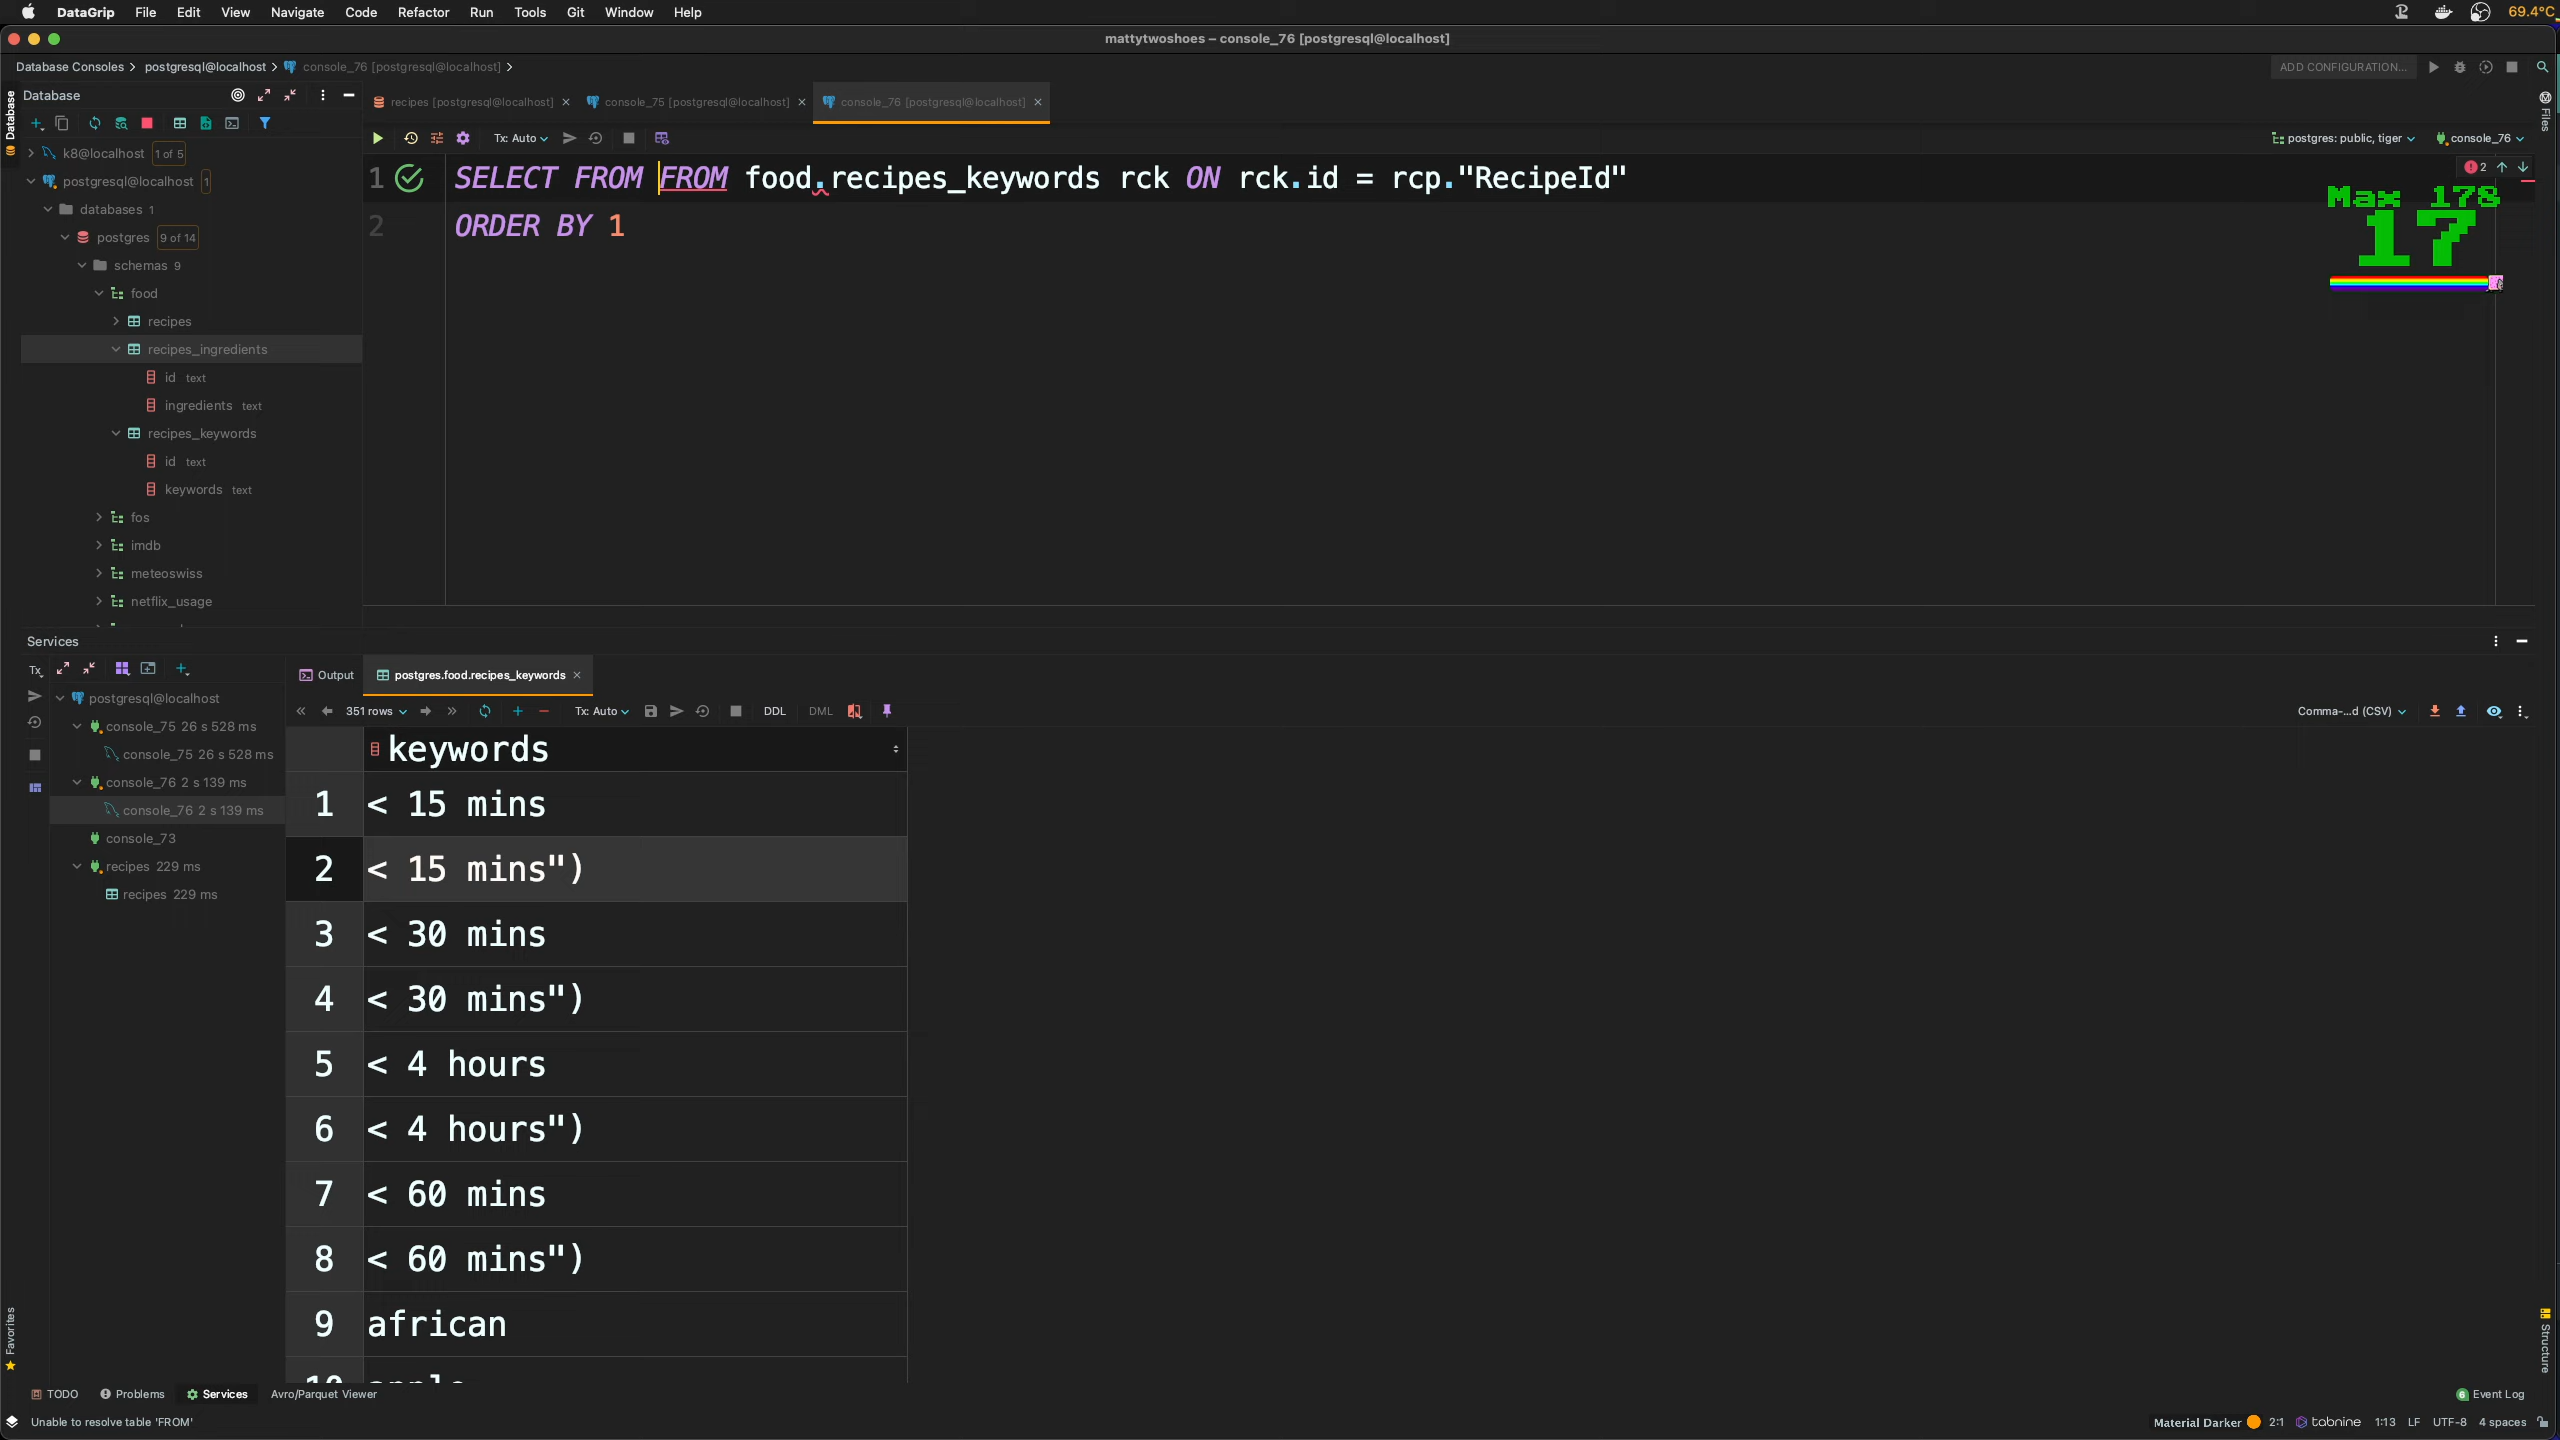 DataGrip File Edit View Navigate Code Refactor Run Tools Git Window Help 69.4°C
mattytwoshoes – console_76 [postgresql@localhost]
Database Consoles postgresql@localhost console_76 [postgresql@localhost] ADD CONFIGURATION...
Database
Database
recipes [postgresql@localhost] console_75 [postgresql@localhost] console_76 [postgresql@localhost]
Files
Tx: Auto postgres: public, tiger console_76
k8@localhost 1 of 5
postgresql@localhost 1
databases 1
postgres 9 of 14
schemas 9
food
recipes
recipes_ingredients
id text
ingredients text
recipes_keywords
id text
keywords text
fos
imdb
meteoswiss
netflix_usage
1 SELECT FROM FROM food.recipes_keywords rck ON rck.id = rcp."RecipeId"
2 ORDER BY 1
2
Max 178
17
Services
Tx
postgresql@localhost
console_75 26 s 528 ms
console_75 26 s 528 ms
console_76 2 s 139 ms
console_76 2 s 139 ms
console_73
recipes 229 ms
recipes 229 ms
Output postgres.food.recipes_keywords
351 rows Tx: Auto DDL DML Comma-...d (CSV)
keywords
1 < 15 mins
2 < 15 mins")
3 < 30 mins
4 < 30 mins")
5 < 4 hours
6 < 4 hours")
7 < 60 mins
8 < 60 mins")
9 african
Favorites
Structure
TODO Problems Services Avro/Parquet Viewer 6 Event Log
Unable to resolve table 'FROM' Material Darker 2:1 tabnine 1:13 LF UTF-8 4 spaces